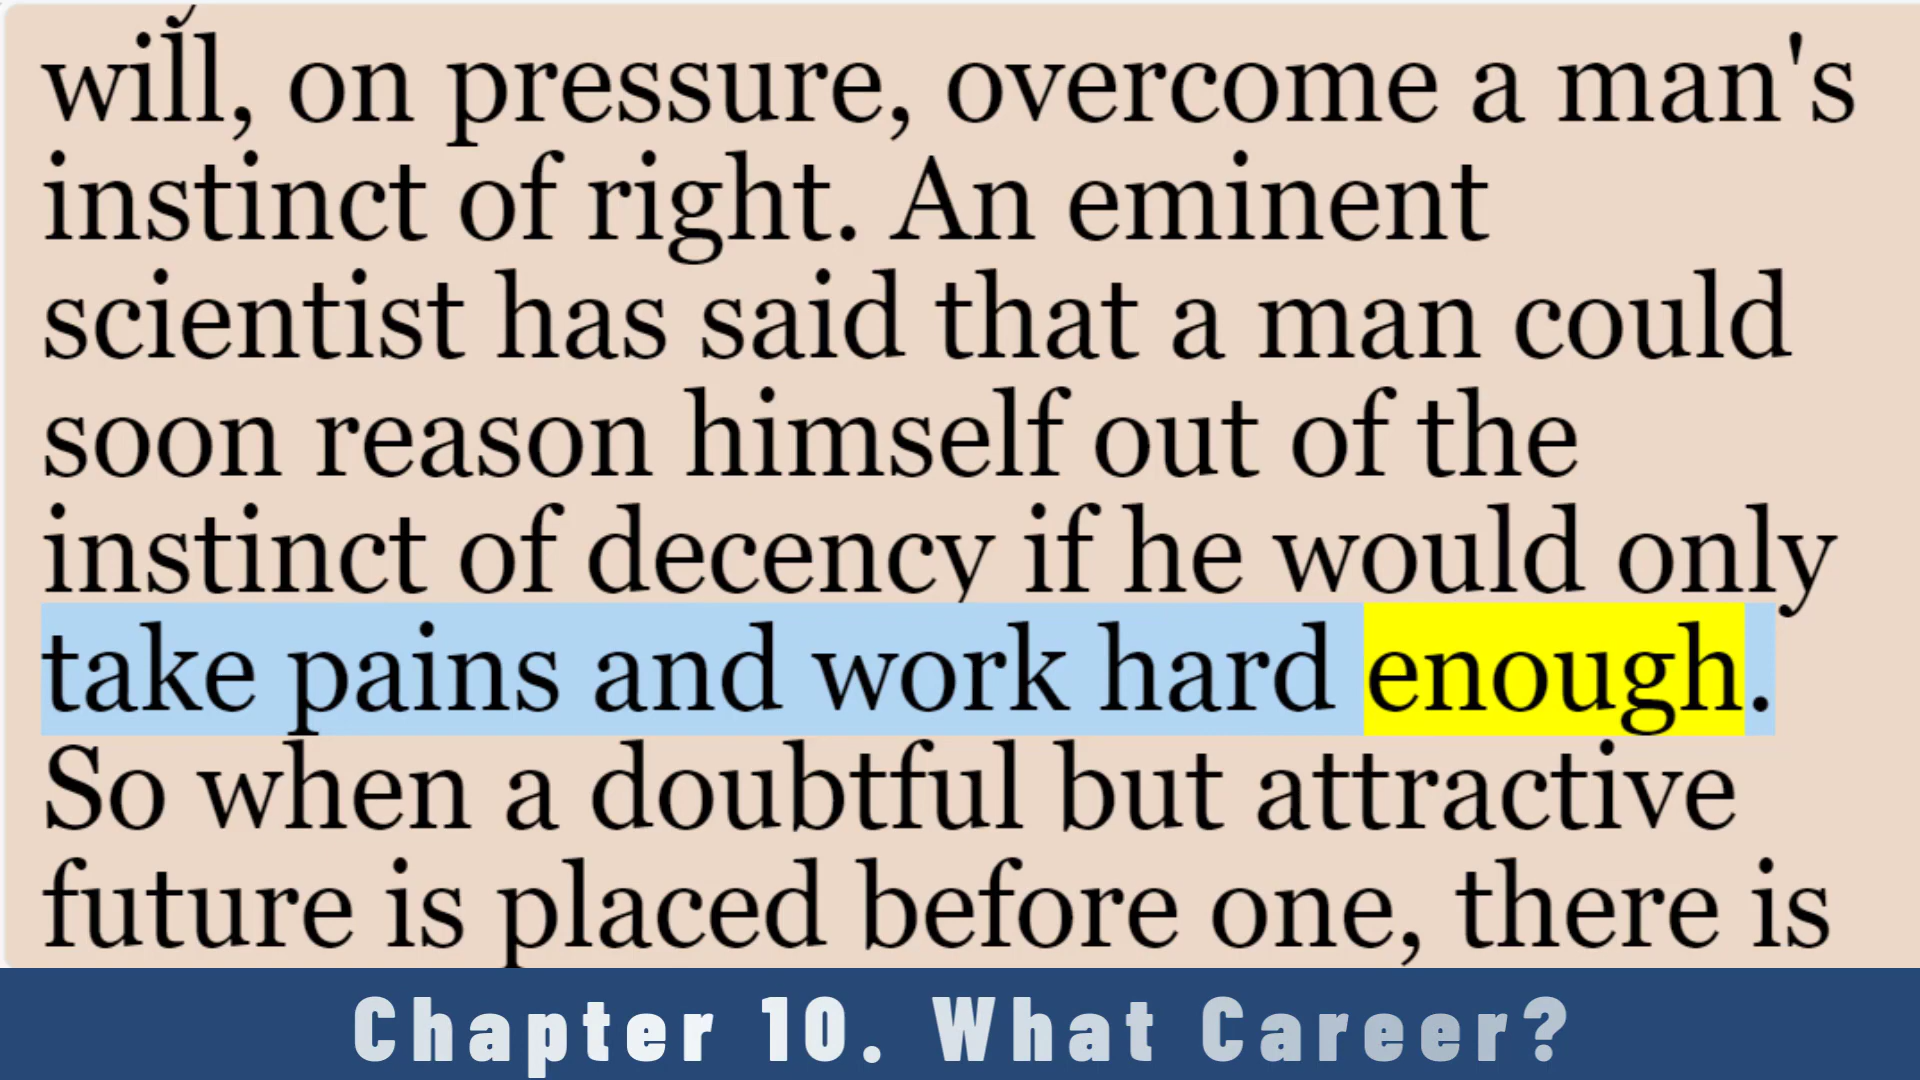 will, on pressure, overcome a man's
instinct of right. An eminent
scientist has said that a man could
soon reason himself out of the
instinct of decency if he would only
take pains and work hard enough.
So when a doubtful but attractive
future is placed before one, there is
Chapter 10. What Career?